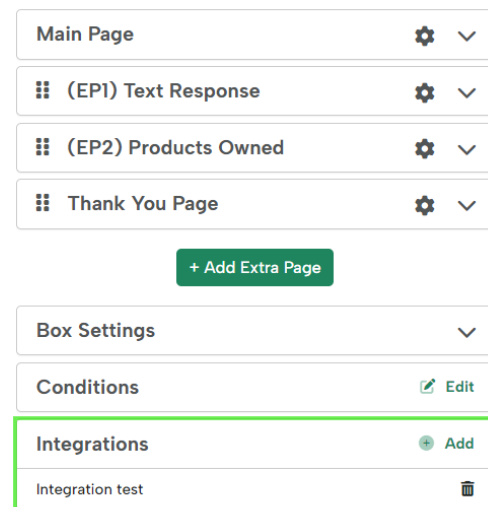 Main Page
(EP1) Text Response
(EP2) Products Owned
Thank You Page
+ Add Extra Page
Box Settings
Conditions Edit
Integrations Add
Integration test